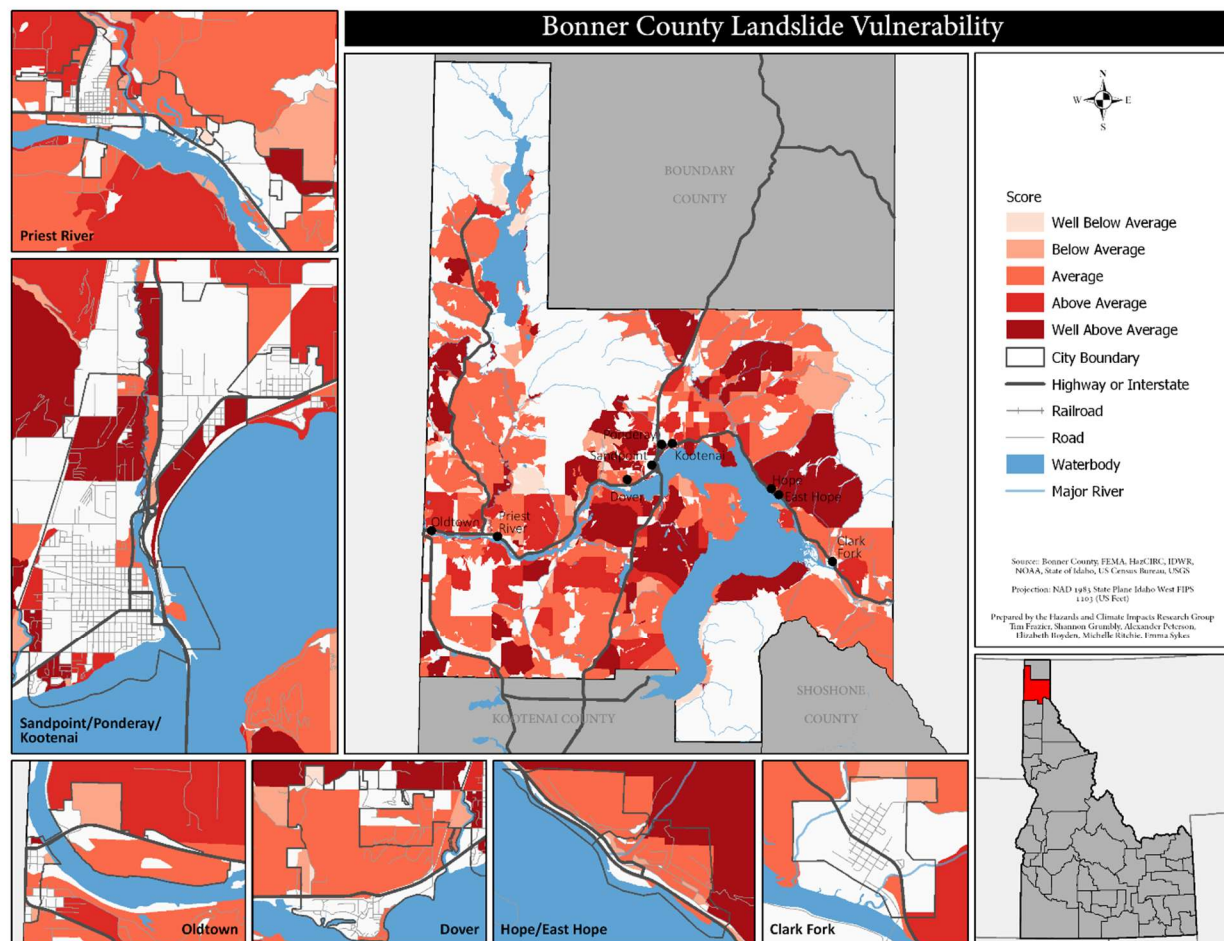 Bonner County Landslide Vulnerability
Priest River
Sandpoint/Ponderay/
Kootenai
Oldtown
Dover
Hope/East Hope
Clark Fork
BOUNDARY
COUNTY
Ponderay
Kootenai
Sandpoint
Dover
Hope
East Hope
Oldtown
Priest
River
Clark
Fork
KOOTENAI COUNTY
SHOSHONE
COUNTY
N
W
E
S
Score
Well Below Average
Below Average
Average
Above Average
Well Above Average
City Boundary
Highway or Interstate
Railroad
Road
Waterbody
Major River
Source: Bonner County, FEMA, HazCIRC, IDWR,
NOAA, State of Idaho, US Census Bureau, USGS
Projection: NAD 1983 State Plane Idaho West FIPS
1103 (US Feet)
Prepared by the Hazards and Climate Impacts Research Group
Tim Frazier, Shannon Grumbly, Alexander Peterson,
Elizabeth Boyden, Michelle Ritchie, Emma Sykes